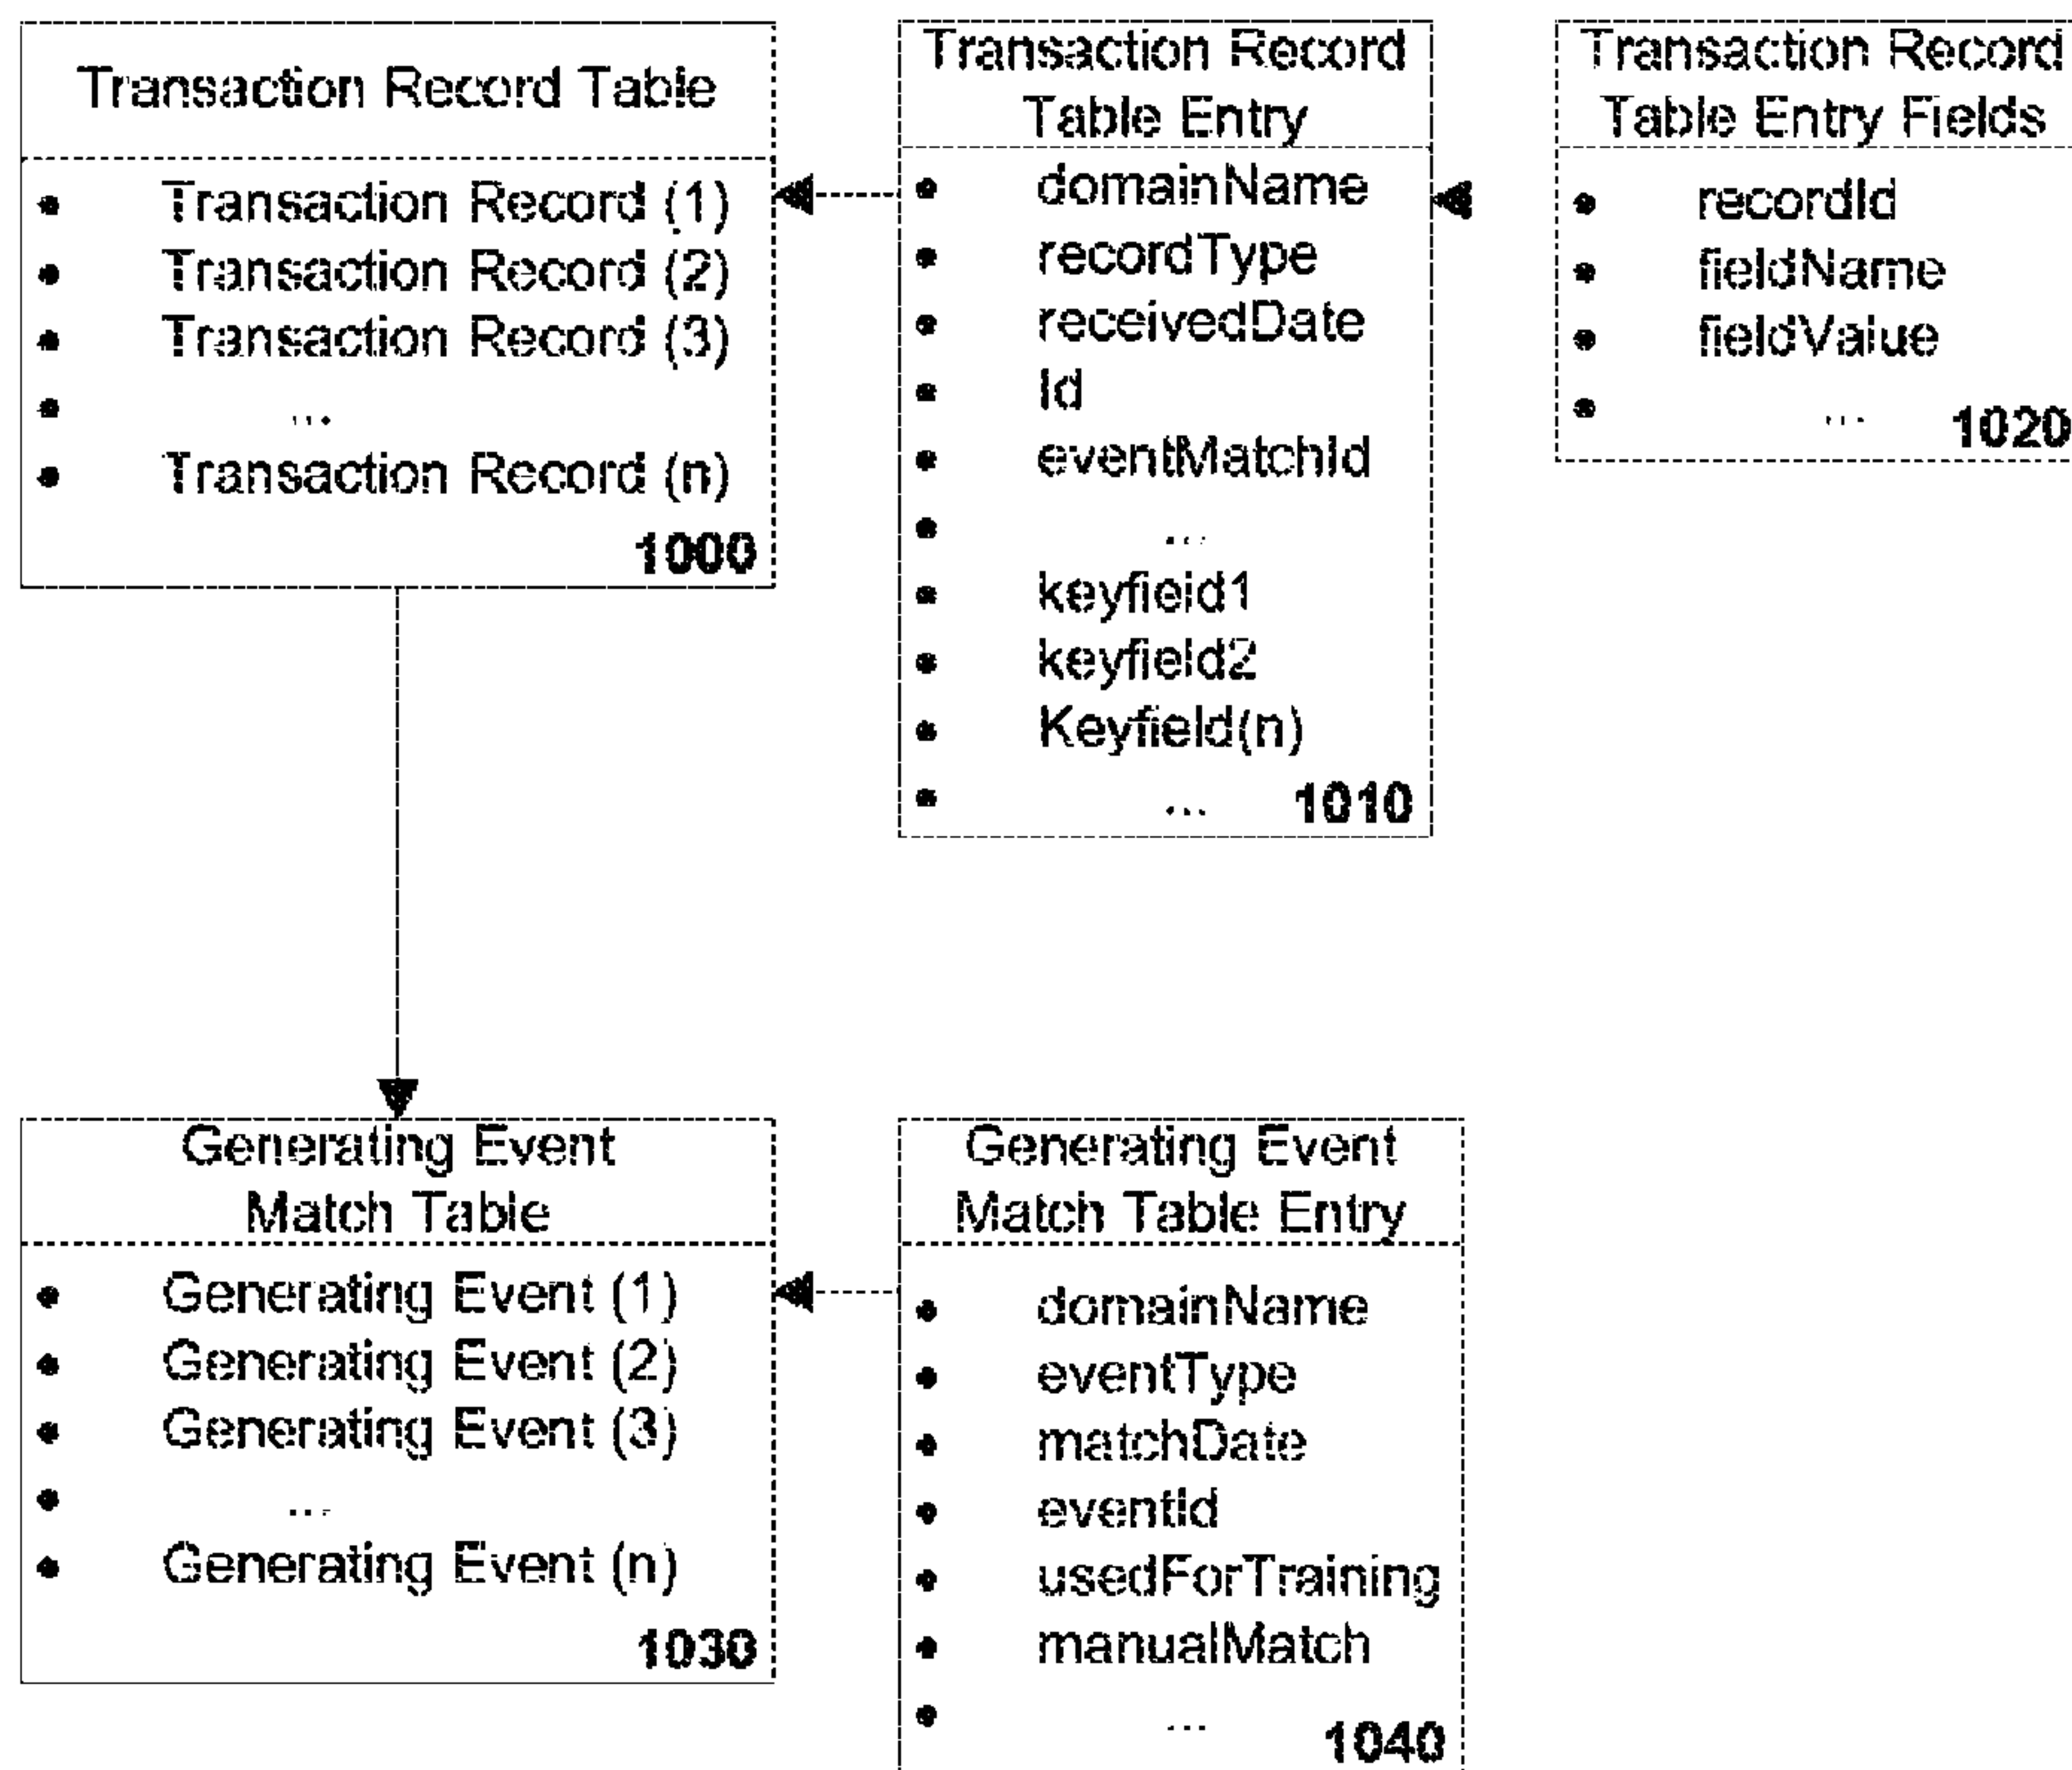 Transaction Record Table
• Transaction Record (1)
• Transaction Record (2)
• Transaction Record (3)
• ...
• Transaction Record (n)
1000
Transaction Record
Table Entry
• domainName
• recordType
• receivedDate
• Id
• eventMatchId
• ...
• keyfield1
• keyfield2
• Keyfield(n)
• ... 1010
Transaction Record
Table Entry Fields
• recordId
• fieldName
• fieldValue
• ... 1020
Generating Event
Match Table
• Generating Event (1)
• Generating Event (2)
• Generating Event (3)
• ...
• Generating Event (n)
1030
Generating Event
Match Table Entry
• domainName
• eventType
• matchDate
• eventId
• usedForTraining
• manualMatch
• ... 1040